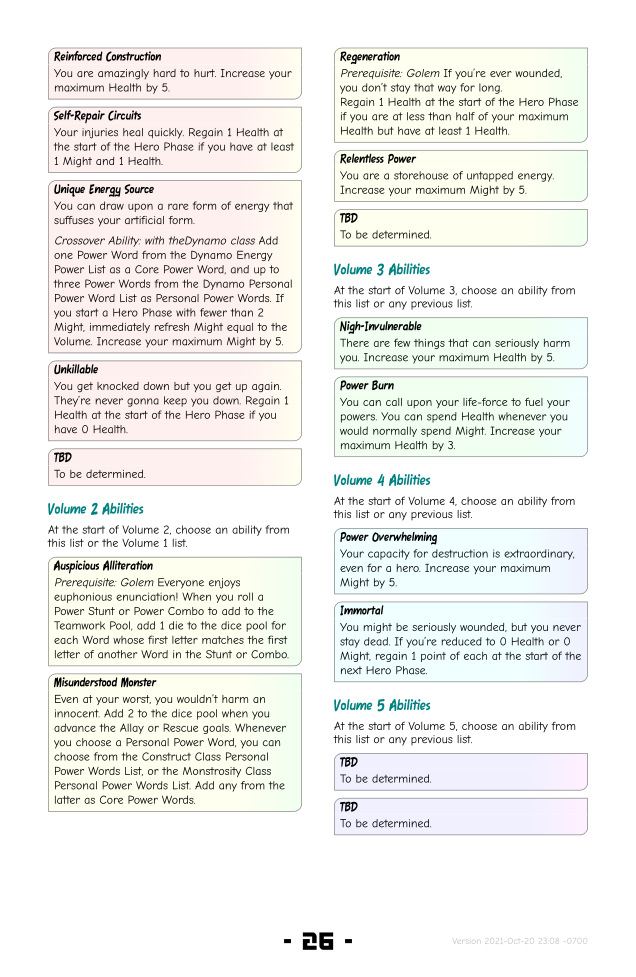 Reinforced Construction
You are amazingly hard to hurt. Increase your
maximum Health by 5.
Self-Repair Circuits
Your injuries heal quickly. Regain 1 Health at
the start of the Hero Phase if you have at least
1 Might and 1 Health.
Unique Energy Source
You can draw upon a rare form of energy that
suffuses your artificial form.
Crossover Ability: with theDynamo class Add
one Power Word from the Dynamo Energy
Power List as a Core Power Word, and up to
three Power Words from the Dynamo Personal
Power Word List as Personal Power Words. If
you start a Hero Phase with fewer than 2
Might, immediately refresh Might equal to the
Volume. Increase your maximum Might by 5.
Unkillable
You get knocked down but you get up again.
They're never gonna keep you down. Regain 1
Health at the start of the Hero Phase if you
have 0 Health.
TBD
To be determined.
Volume 2 Abilities
At the start of Volume 2, choose an ability from
this list or the Volume 1 list.
Auspicious Alliteration
Prerequisite: Golem Everyone enjoys
euphonious enunciation! When you roll a
Power Stunt or Power Combo to add to the
Teamwork Pool, add 1 die to the dice pool for
each Word whose first letter matches the first
letter of another Word in the Stunt or Combo.
Misunderstood Monster
Even at your worst, you wouldn't harm an
innocent. Add 2 to the dice pool when you
advance the Allay or Rescue goals. Whenever
you choose a Personal Power Word, you can
choose from the Construct Class Personal
Power Words List, or the Monstrosity Class
Personal Power Words List. Add any from the
latter as Core Power Words.
Regeneration
Prerequisite: Golem If you're ever wounded,
you don't stay that way for long.
Regain 1 Health at the start of the Hero Phase
if you are at less than half of your maximum
Health but have at least 1 Health.
Relentless Power
You are a storehouse of untapped energy.
Increase your maximum Might by 5.
TBD
To be determined.
Volume 3 Abilities
At the start of Volume 3, choose an ability from
this list or any previous list.
Nigh-Invulnerable
There are few things that can seriously harm
you. Increase your maximum Health by 5.
Power Burn
You can call upon your life-force to fuel your
powers. You can spend Health whenever you
would normally spend Might. Increase your
maximum Health by 3.
Volume 4 Abilities
At the start of Volume 4, choose an ability from
this list or any previous list.
Power Overwhelming
Your capacity for destruction is extraordinary,
even for a hero. Increase your maximum
Might by 5.
Immortal
You might be seriously wounded, but you never
stay dead. If you're reduced to 0 Health or 0
Might, regain 1 point of each at the start of the
next Hero Phase.
Volume 5 Abilities
At the start of Volume 5, choose an ability from
this list or any previous list.
TBD
To be determined.
TBD
To be determined.
- 26 -
Version 2021-Oct-20 23:08 -0700